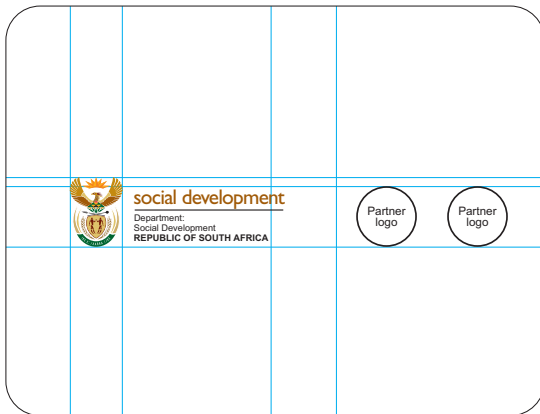 social development
Department:
Social Development
REPUBLIC OF SOUTH AFRICA
Partner
logo
Partner
logo